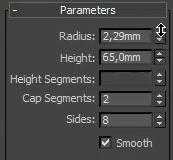 - Parameters
Radius: 2,29mm
Height: 65,0mm
Height Segments:
Cap Segments: 2
Sides: 8
Smooth